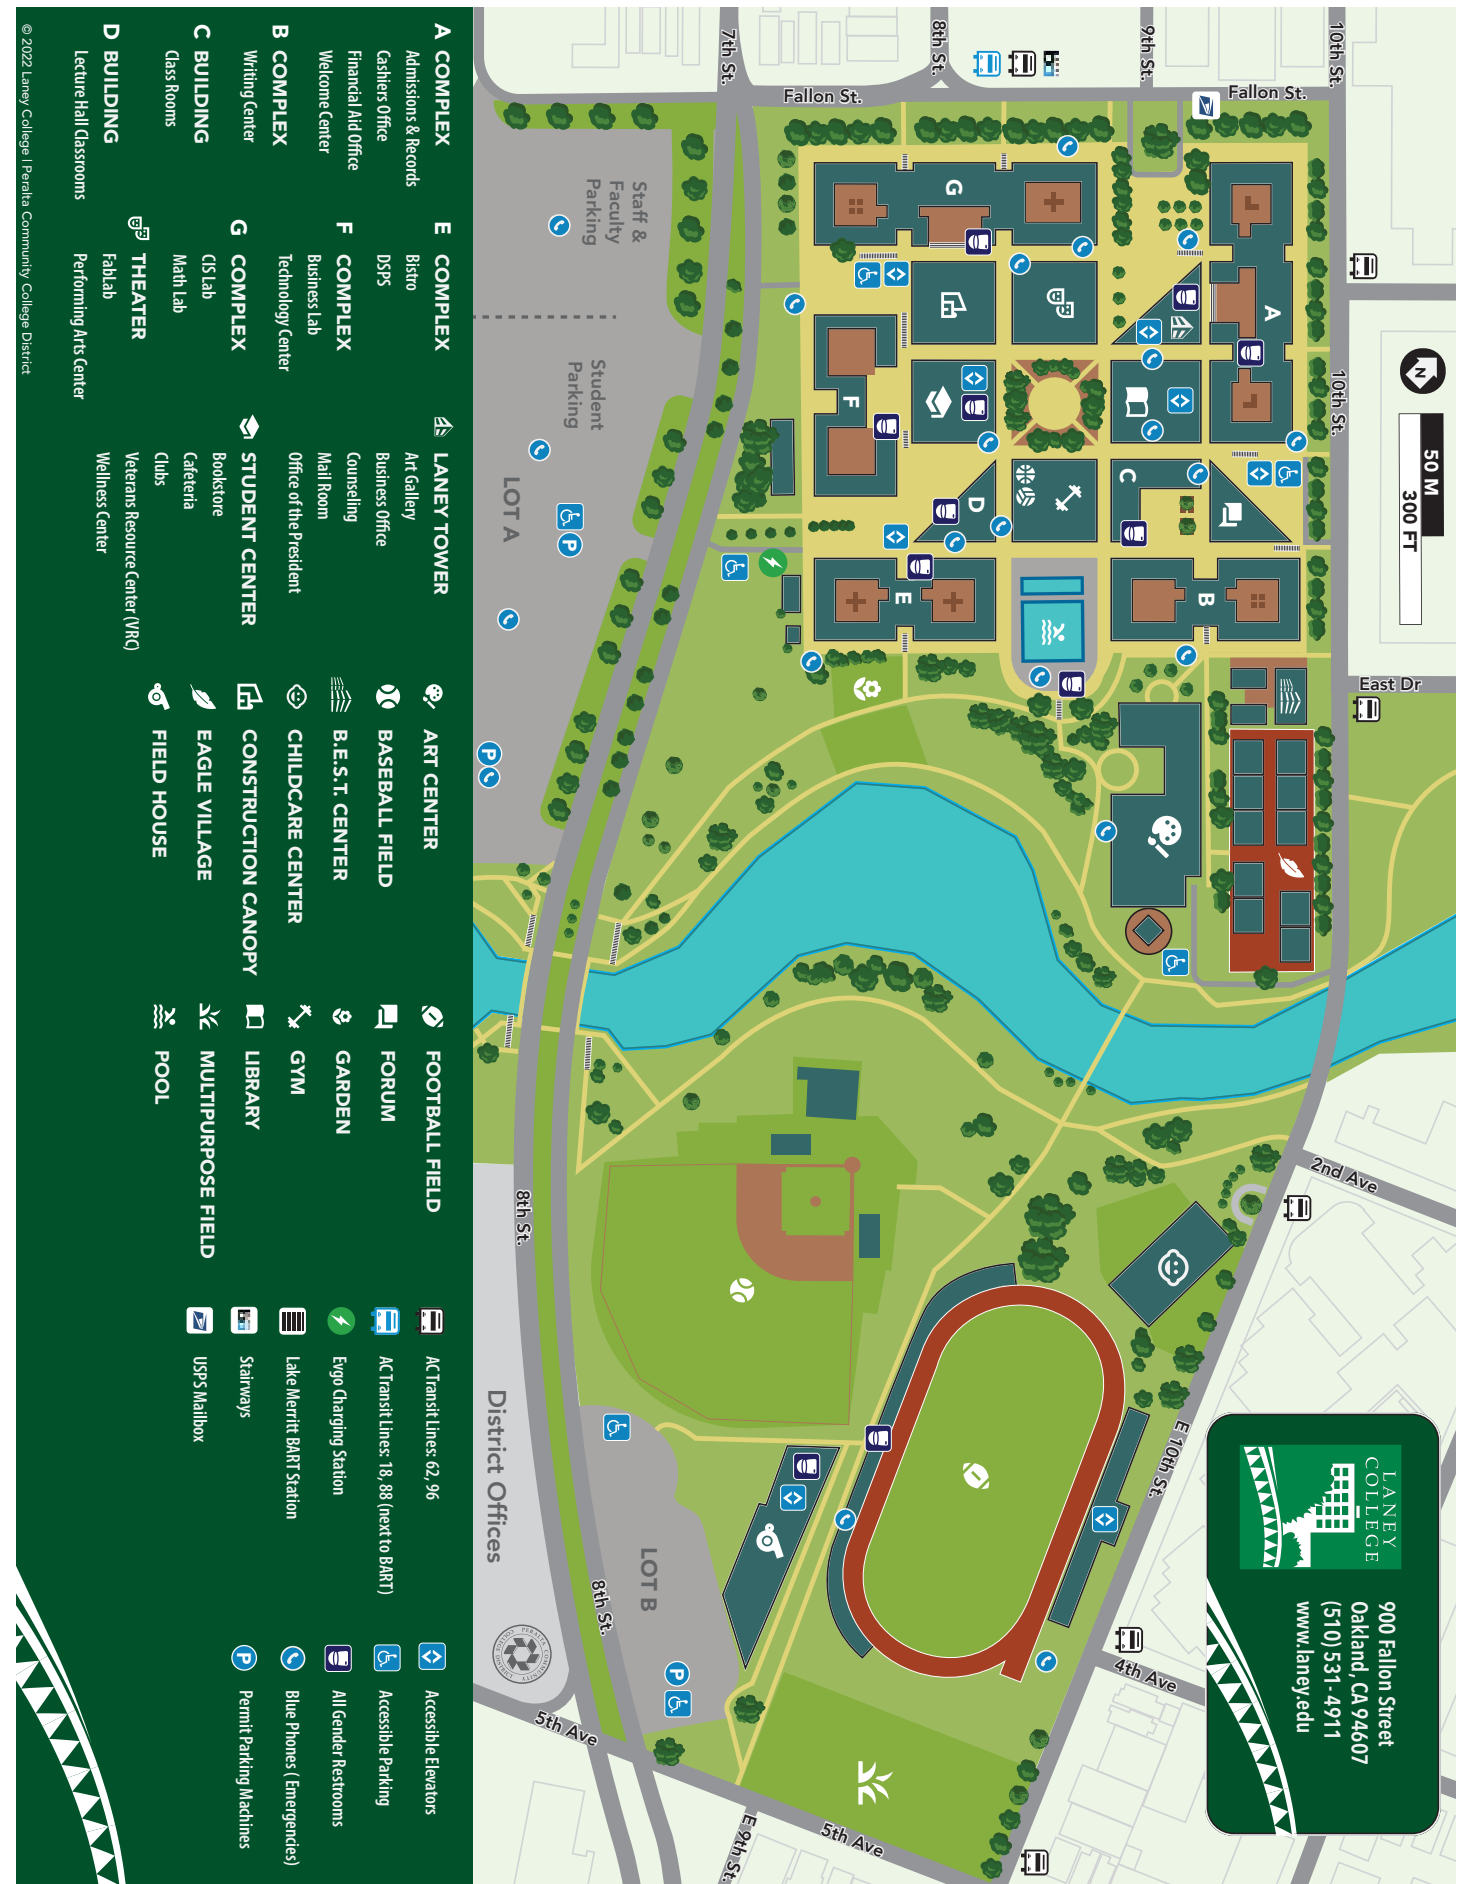 10th St.
10th St.
East Dr
2nd Ave
E 10th St.
4th Ave
5th Ave
5th Ave
E 9th St.
9th St.
8th St.
7th St.
Fallon St.
Fallon St.
8th St.
8th St.
N
50 M
300 FT
LANEY
COLLEGE
900 Fallon Street
Oakland, CA 94607
(510) 531- 4911
www.laney.edu
A
B
C
D
E
F
G
Staff &
Faculty
Parking
Student
Parking
LOT A
LOT B
P
P
P
District Offices
PERALTA COMMUNITY COLLEGE DISTRICT
A COMPLEX
Admissions & Records
Cashiers Office
Financial Aid Office
Welcome Center
B COMPLEX
Writing Center
C BUILDING
Class Rooms
D BUILDING
Lecture Hall Classrooms
E COMPLEX
Bistro
DSPS
F COMPLEX
Business Lab
Technology Center
G COMPLEX
CIS Lab
Math Lab
THEATER
FabLab
Performing Arts Center
LANEY TOWER
Art Gallery
Business Office
Counseling
Mail Room
Office of the President
STUDENT CENTER
Bookstore
Cafeteria
Clubs
Veterans Resource Center (VRC)
Wellness Center
ART CENTER
BASEBALL FIELD
B.E.S.T. CENTER
CHILDCARE CENTER
CONSTRUCTION CANOPY
EAGLE VILLAGE
FIELD HOUSE
FOOTBALL FIELD
FORUM
GARDEN
GYM
LIBRARY
MULTIPURPOSE FIELD
POOL
AC Transit Lines: 62, 96
AC Transit Lines: 18, 88 (next to BART)
Evgo Charging Station
Lake Merritt BART Station
Stairways
USPS Mailbox
Accessible Elevators
Accessible Parking
All Gender Restrooms
Blue Phones ( Emergencies)
P Permit Parking Machines
© 2022 Laney College | Peralta Community College District